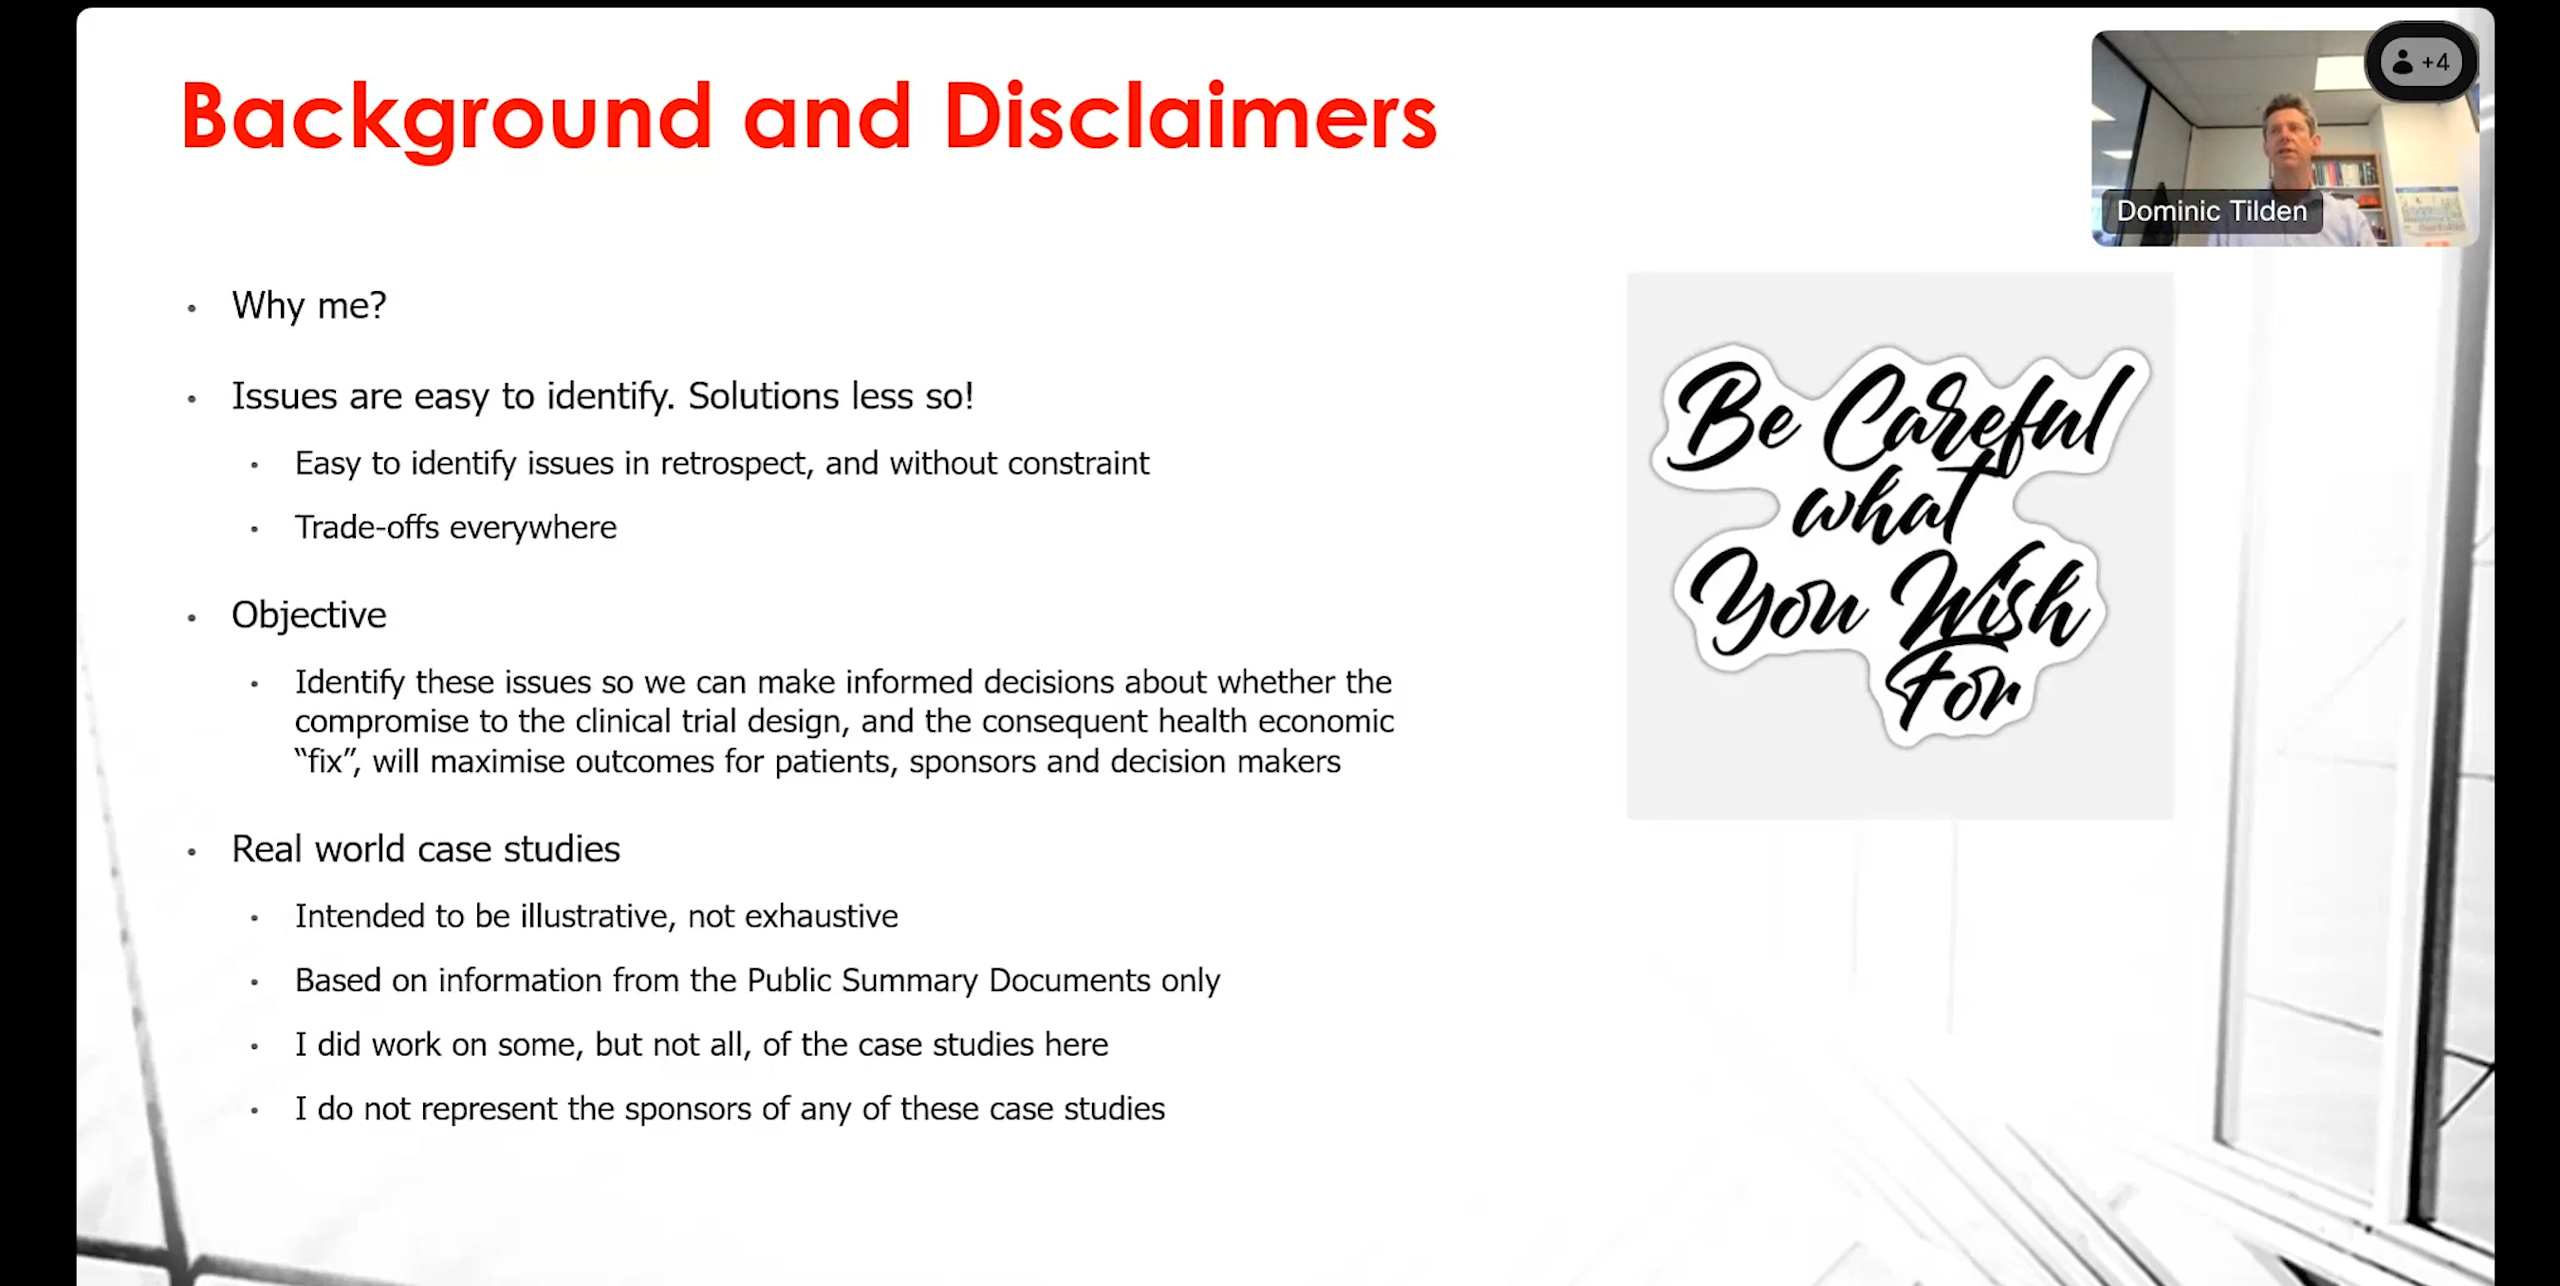 Background and Disclaimers
+4
Dominic Tilden
• Why me?
• Issues are easy to identify. Solutions less so!
• Easy to identify issues in retrospect, and without constraint
• Trade-offs everywhere
• Objective
• Identify these issues so we can make informed decisions about whether the
compromise to the clinical trial design, and the consequent health economic
“fix”, will maximise outcomes for patients, sponsors and decision makers
• Real world case studies
• Intended to be illustrative, not exhaustive
• Based on information from the Public Summary Documents only
• I did work on some, but not all, of the case studies here
• I do not represent the sponsors of any of these case studies
Be Careful
what
You Wish
For